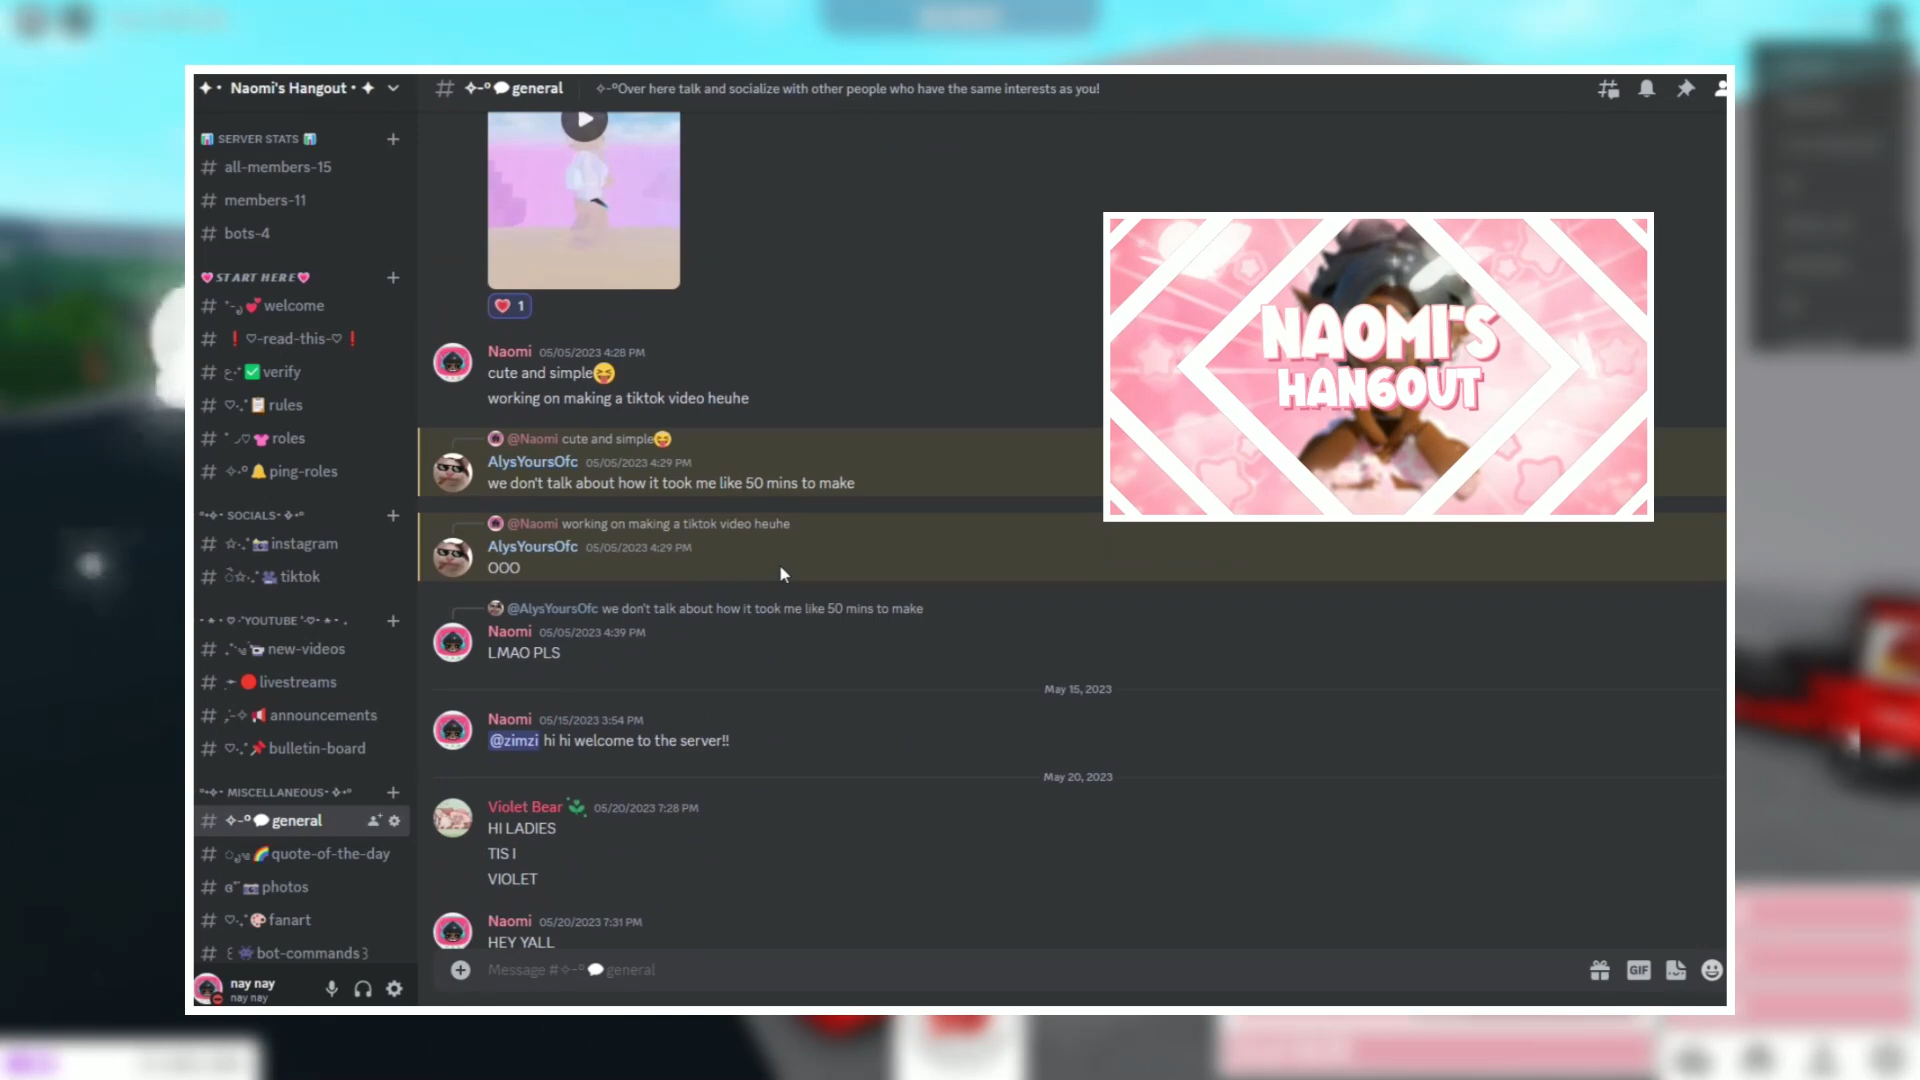 Naomi's Hangout
SERVER STATS
all-members-15
members-11
bots-4
START HERE
welcome
-read-this-
verify
rules
roles
ping-roles
SOCIALS
instagram
tiktok
YOUTUBE
new-videos
livestreams
announcements
bulletin-board
MISCELLANEOUS
general
quote-of-the-day
photos
fanart
bot-commands
nay nay
nay nay
general
Over here talk and socialize with other people who have the same interests as you!
1
Naomi 05/05/2023 4:28 PM
cute and simple😝
working on making a tiktok video heuhe
@Naomi cute and simple😝
AlysYoursOfc 05/05/2023 4:29 PM
we don't talk about how it took me like 50 mins to make
@Naomi working on making a tiktok video heuhe
AlysYoursOfc 05/05/2023 4:29 PM
OOO
@AlysYoursOfc we don't talk about how it took me like 50 mins to make
Naomi 05/05/2023 4:39 PM
LMAO PLS
May 15, 2023
Naomi 05/15/2023 3:54 PM
@zimzi hi hi welcome to the server!!
May 20, 2023
Violet Bear 05/20/2023 7:28 PM
HI LADIES
TIS I
VIOLET
Naomi 05/20/2023 7:31 PM
HEY YALL
Message # general
GIF
NAOMI'S
HANGOUT